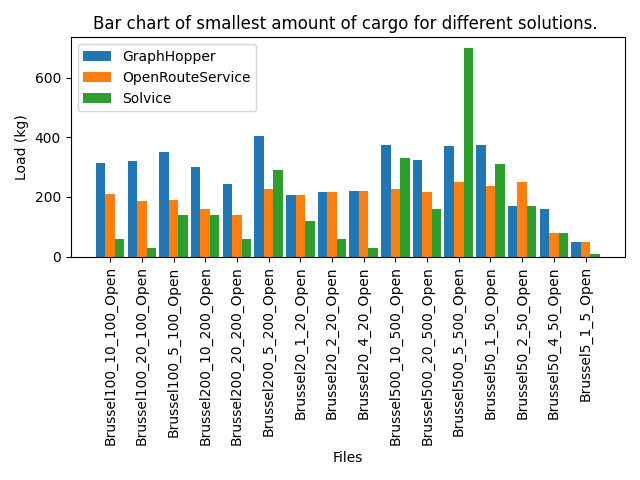 Bar chart of smallest amount of cargo for different solutions.
GraphHopper
OpenRouteService
Solvice
Load (kg)
600
400
200
0
Brussel100_10_100_Open
Brussel100_20_100_Open
Brussel100_5_100_Open
Brussel200_10_200_Open
Brussel200_20_200_Open
Brussel200_5_200_Open
Brussel20_1_20_Open
Brussel20_2_20_Open
Brussel20_4_20_Open
Brussel500_10_500_Open
Brussel500_20_500_Open
Brussel500_5_500_Open
Brussel50_1_50_Open
Brussel50_2_50_Open
Brussel50_4_50_Open
Brussel5_1_5_Open
Files